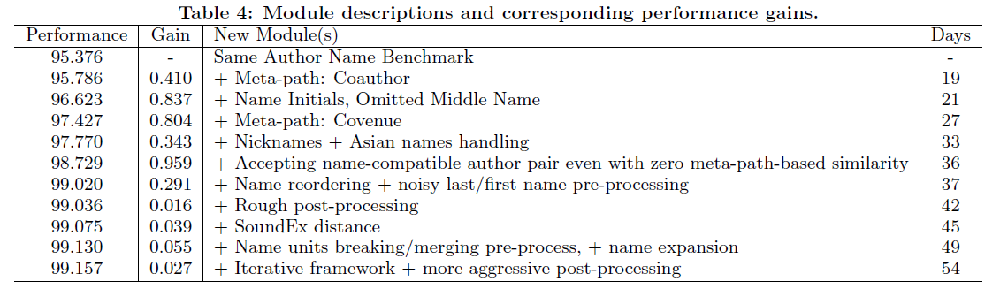 Table 4: Module descriptions and corresponding performance gains.
Performance Gain New Module(s) Days
95.376 - Same Author Name Benchmark -
95.786 0.410 + Meta-path: Coauthor 19
96.623 0.837 + Name Initials, Omitted Middle Name 21
97.427 0.804 + Meta-path: Covenue 27
97.770 0.343 + Nicknames + Asian names handling 33
98.729 0.959 + Accepting name-compatible author pair even with zero meta-path-based similarity 36
99.020 0.291 + Name reordering + noisy last/first name pre-processing 37
99.036 0.016 + Rough post-processing 42
99.075 0.039 + SoundEx distance 45
99.130 0.055 + Name units breaking/merging pre-process, + name expansion 49
99.157 0.027 + Iterative framework + more aggressive post-processing 54